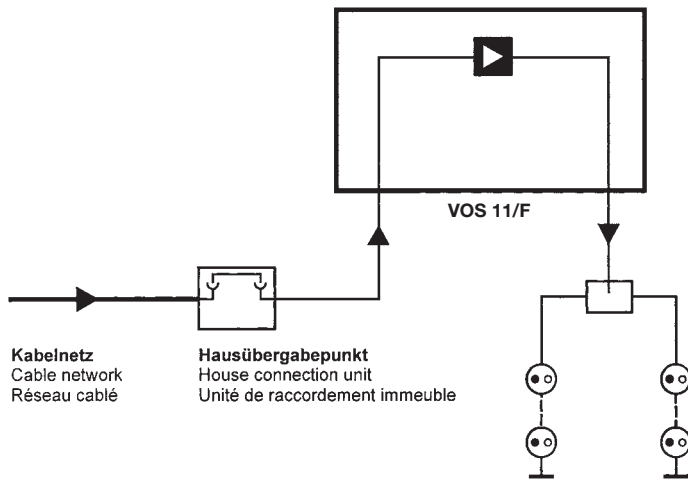 VOS 11/F
Kabelnetz
Cable network
Réseau cablé
Hausübergabepunkt
House connection unit
Unité de raccordement immeuble